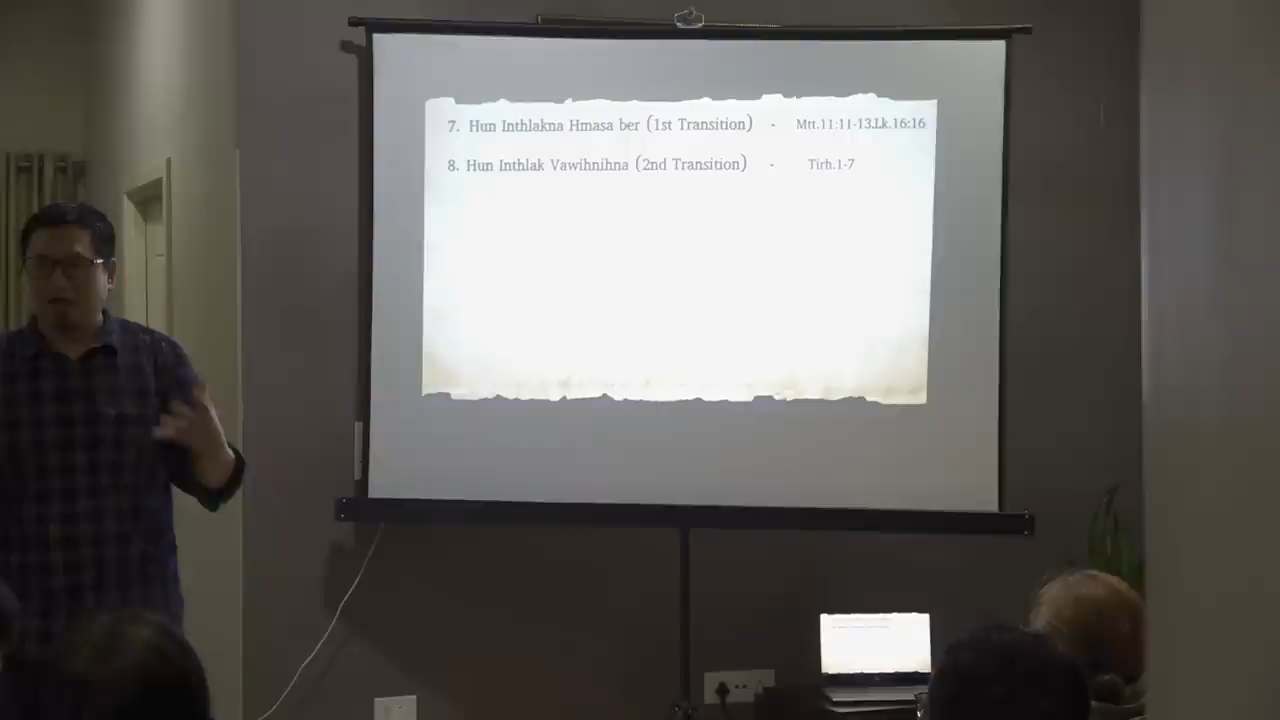 7. Hun Inthlakna Hmasa ber (1st Transition) - Mtt.11:11-13.Lk.16:16
8. Hun Inthlak Vawihnihna (2nd Transition) - Tirh.1-7